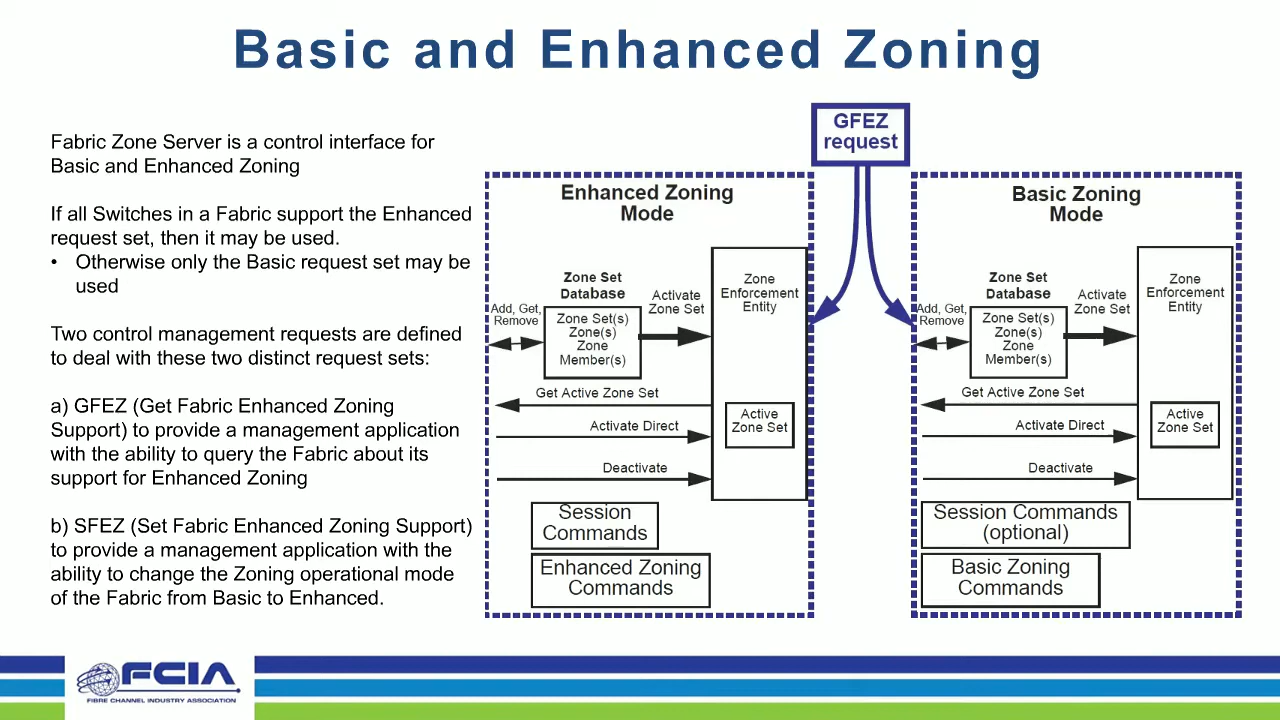 Basic and Enhanced Zoning
Fabric Zone Server is a control interface for
Basic and Enhanced Zoning
If all Switches in a Fabric support the Enhanced
request set, then it may be used.
• Otherwise only the Basic request set may be
used
Two control management requests are defined
to deal with these two distinct request sets:
a) GFEZ (Get Fabric Enhanced Zoning
Support) to provide a management application
with the ability to query the Fabric about its
support for Enhanced Zoning
b) SFEZ (Set Fabric Enhanced Zoning Support)
to provide a management application with the
ability to change the Zoning operational mode
of the Fabric from Basic to Enhanced.
GFEZ
request
Enhanced Zoning
Mode
Zone Set
Database
Add, Get,
Remove
Zone Set(s)
Zone(s)
Zone
Member(s)
Activate
Zone Set
Zone
Enforcement
Entity
Get Active Zone Set
Activate Direct
Deactivate
Active
Zone Set
Session
Commands
Enhanced Zoning
Commands
Basic Zoning
Mode
Zone Set
Database
Add, Get,
Remove
Zone Set(s)
Zone(s)
Zone
Member(s)
Activate
Zone Set
Zone
Enforcement
Entity
Get Active Zone Set
Activate Direct
Deactivate
Active
Zone Set
Session Commands
(optional)
Basic Zoning
Commands
FCIA
FIBRE CHANNEL INDUSTRY ASSOCIATION